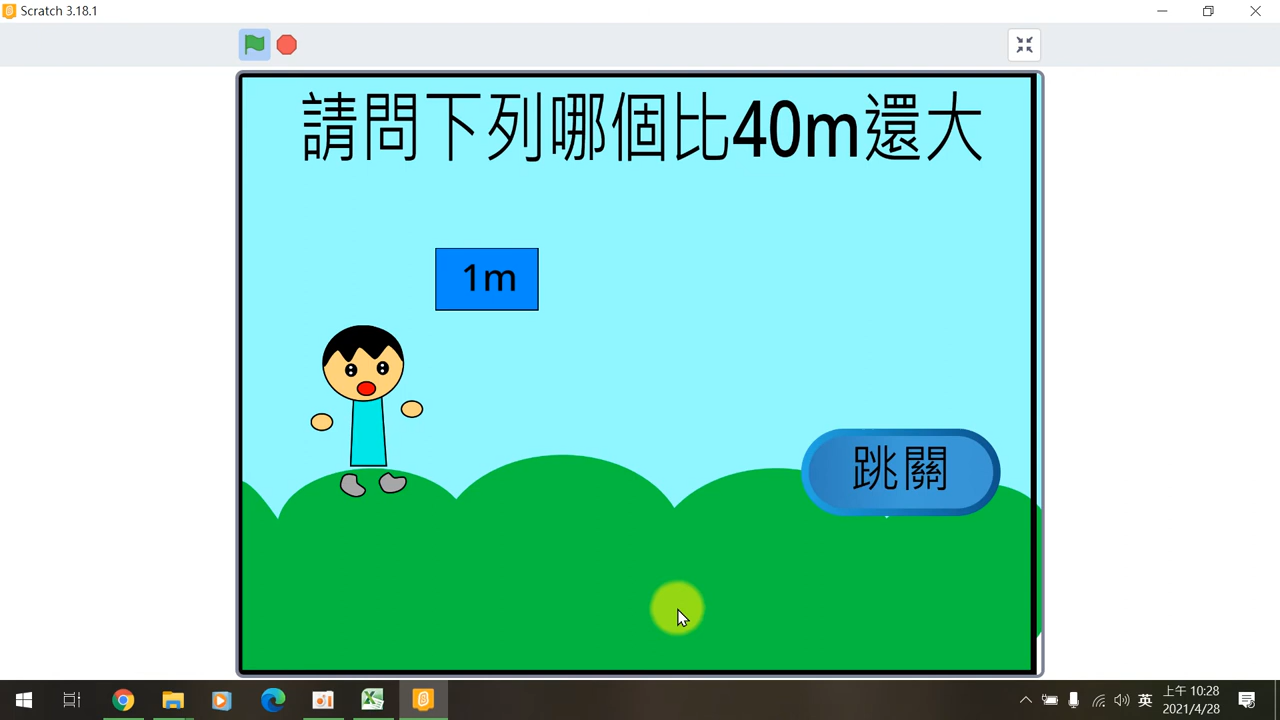 Scratch 3.18.1
請問下列哪個比40m還大
1m
跳關
英
上午 10:28
2021/4/28